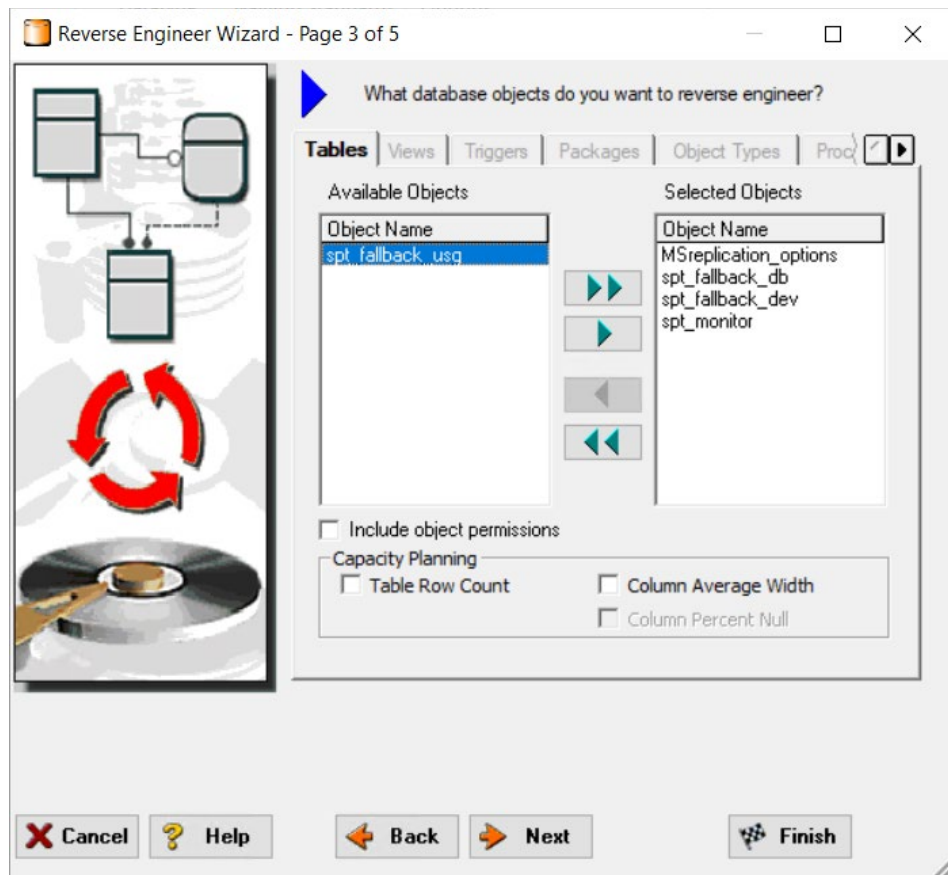 Reverse Engineer Wizard - Page 3 of 5
What database objects do you want to reverse engineer?
Tables Views Triggers Packages Object Types Proc
Available Objects Selected Objects
Object Name Object Name
spt_fallback_usg MSreplication_options
spt_fallback_db
spt_fallback_dev
spt_monitor
Include object permissions
Capacity Planning
Table Row Count Column Average Width
Column Percent Null
Cancel Help Back Next Finish